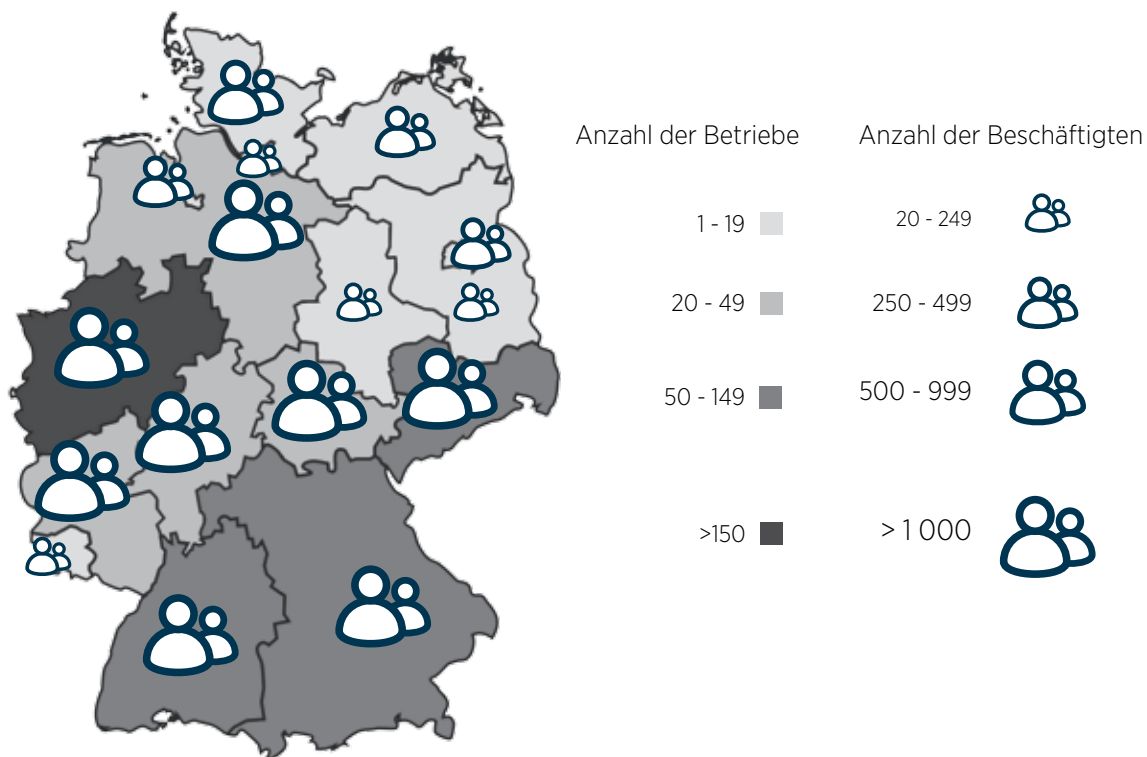 Anzahl der Betriebe Anzahl der Beschäftigten
1 - 19 20 - 249
20 - 49 250 - 499
50 - 149 500 - 999
>150 > 1 000